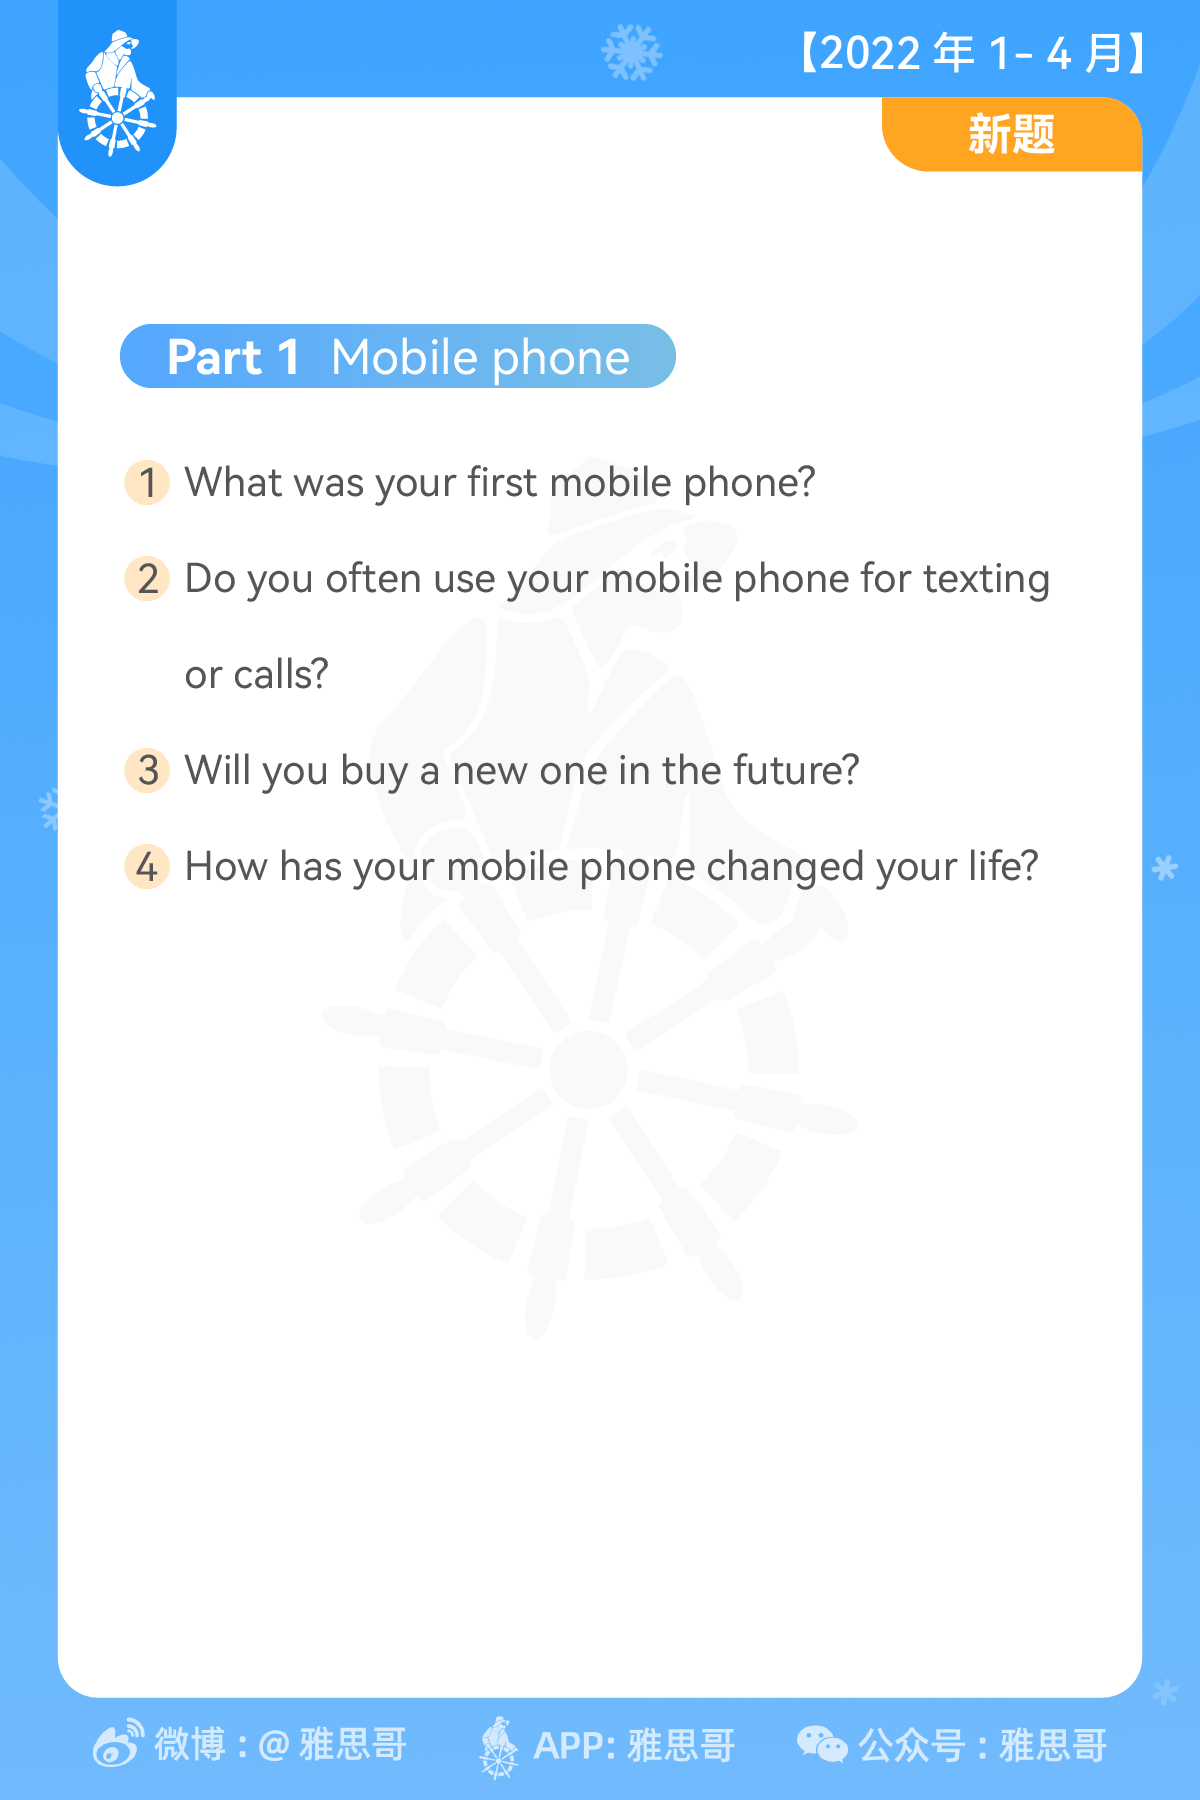 【2022 年 1- 4 月】
新题
Part 1 Mobile phone
1 What was your first mobile phone?
2 Do you often use your mobile phone for texting
or calls?
3 Will you buy a new one in the future?
4 How has your mobile phone changed your life?
微博：@ 雅思哥 APP: 雅思哥 公众号：雅思哥